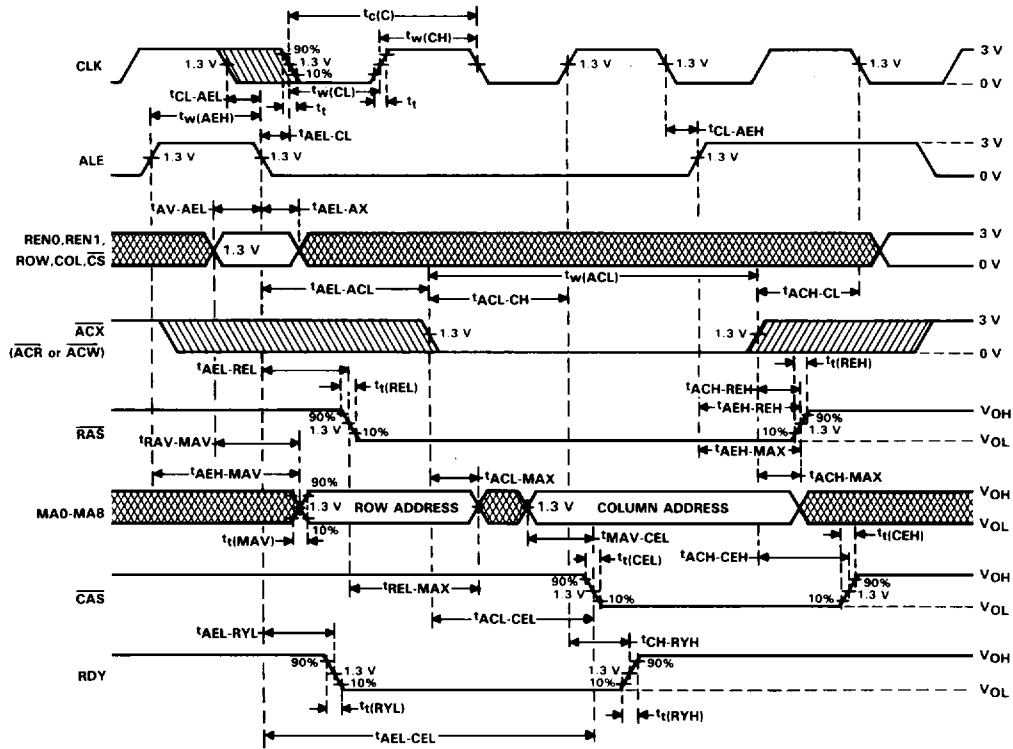 tc(C)
tw(CH)
CLK
90%
1.3 V
1.3 V
10%
1.3 V
1.3 V
1.3 V
3 V
0 V
tCL-AEL
tw(CL)
tt
tt
tw(AEH)
tAEL-CL
tCL-AEH
ALE
1.3 V
1.3 V
1.3 V
3 V
0 V
tAV-AEL
tAEL-AX
REN0,REN1,
ROW,COL,C̅S̅
1.3 V
3 V
0 V
tw(ACL)
tAEL-ACL
tACL-CH
tACH-CL
A̅C̅X̅
(A̅C̅R̅ or A̅C̅W̅)
1.3 V
1.3 V
3 V
0 V
tAEL-REL
tt(REL)
tt(REH)
tACH-REH
tAEH-REH
R̅A̅S̅
90%
1.3 V
10%
90%
10%
1.3 V
VOH
VOL
tRAV-MAV
tAEH-MAX
tAEH-MAV
tACL-MAX
tACH-MAX
MA0-MA8
90%
1.3 V
10%
ROW ADDRESS
1.3 V
COLUMN ADDRESS
VOH
VOL
tt(MAV)
tMAV-CEL
tt(CEL)
tACH-CEH
tt(CEH)
C̅A̅S̅
90%
1.3 V
10%
90%
10%
1.3 V
VOH
VOL
tREL-MAX
tACL-CEL
tAEL-RYL
tCH-RYH
RDY
90%
1.3 V
10%
90%
1.3 V
10%
VOH
VOL
tt(RYL)
tt(RYH)
tAEL-CEL